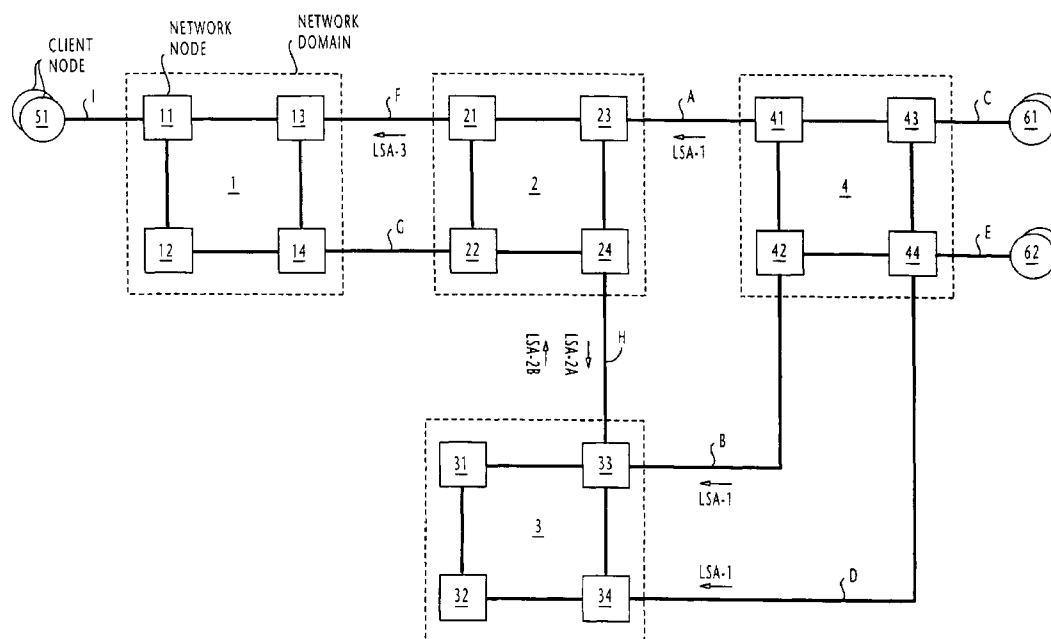 CLIENT
NODE
NETWORK
NODE
NETWORK
DOMAIN
51
I
11
13
F
21
23
A
41
43
C
61
LSA-3
LSA-1
1
2
4
12
14
G
22
24
42
44
E
62
LSA-2B
LSA-2A
H
31
33
B
LSA-1
3
LSA-1
D
32
34